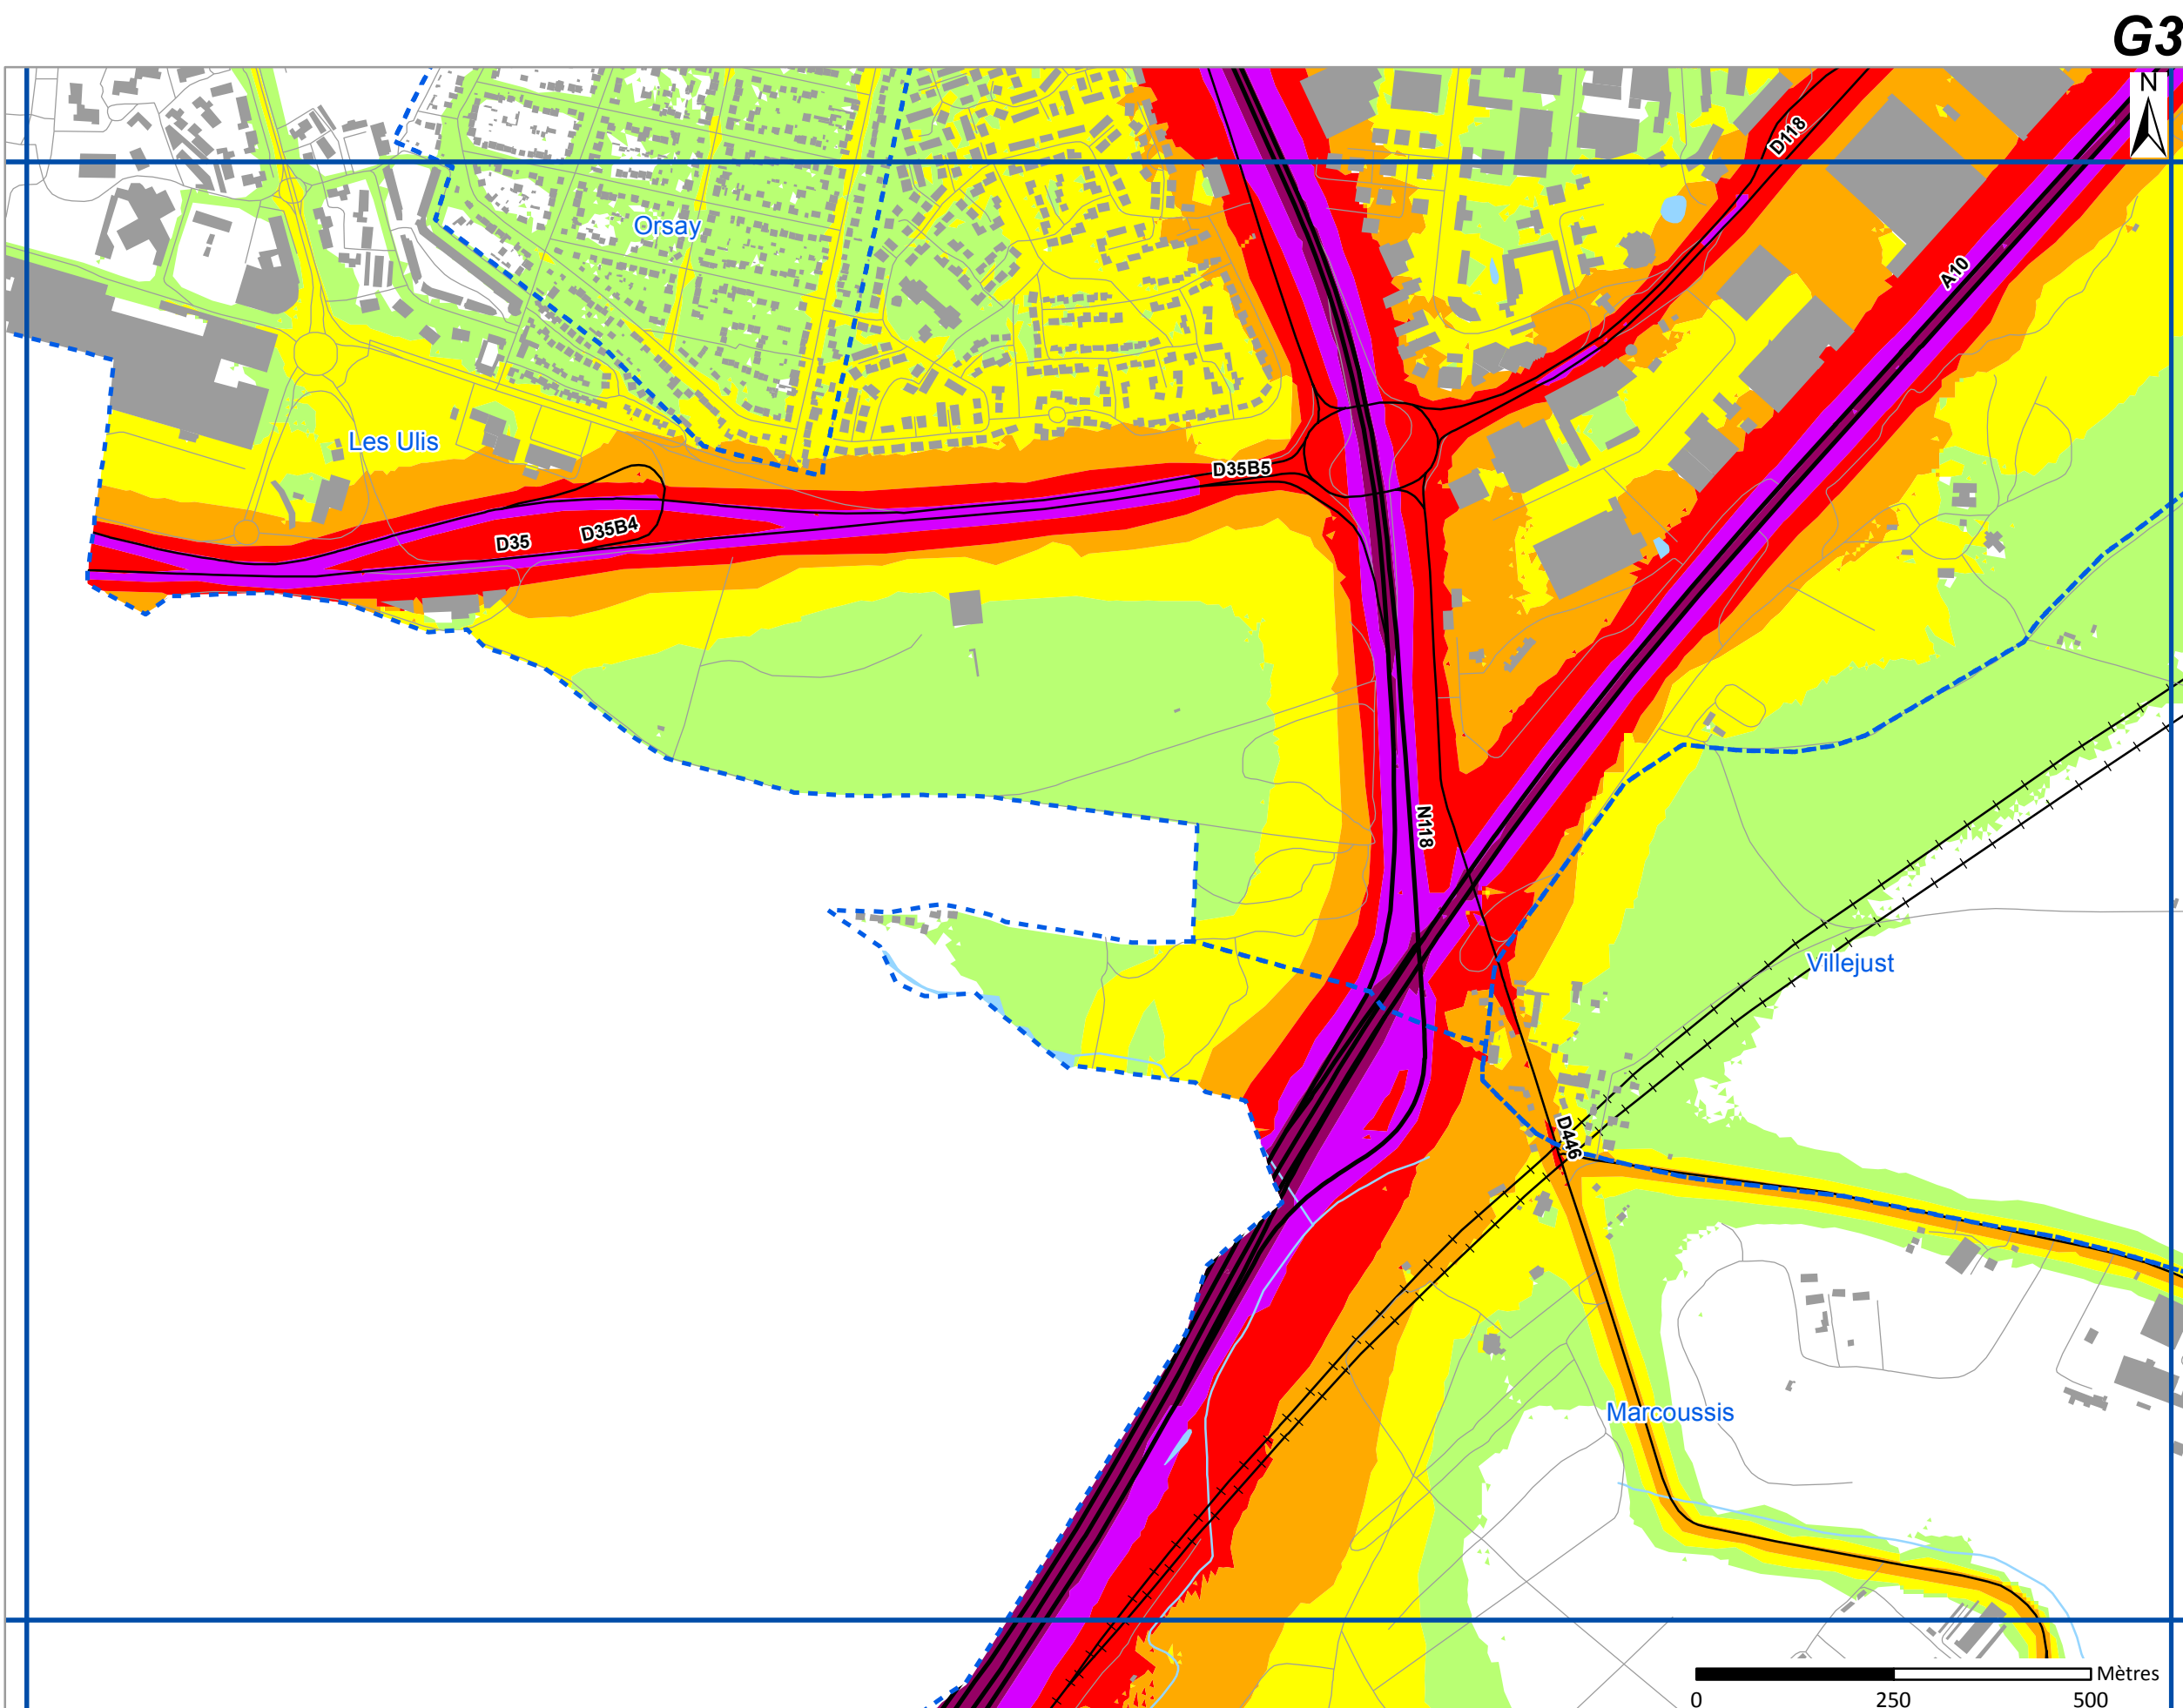 G3
N
D118
Orsay
A10
Les Ulis
D35B5
D35B4
D35
N118
Villejust
D446
Marcoussis
Mètres
0 250 500